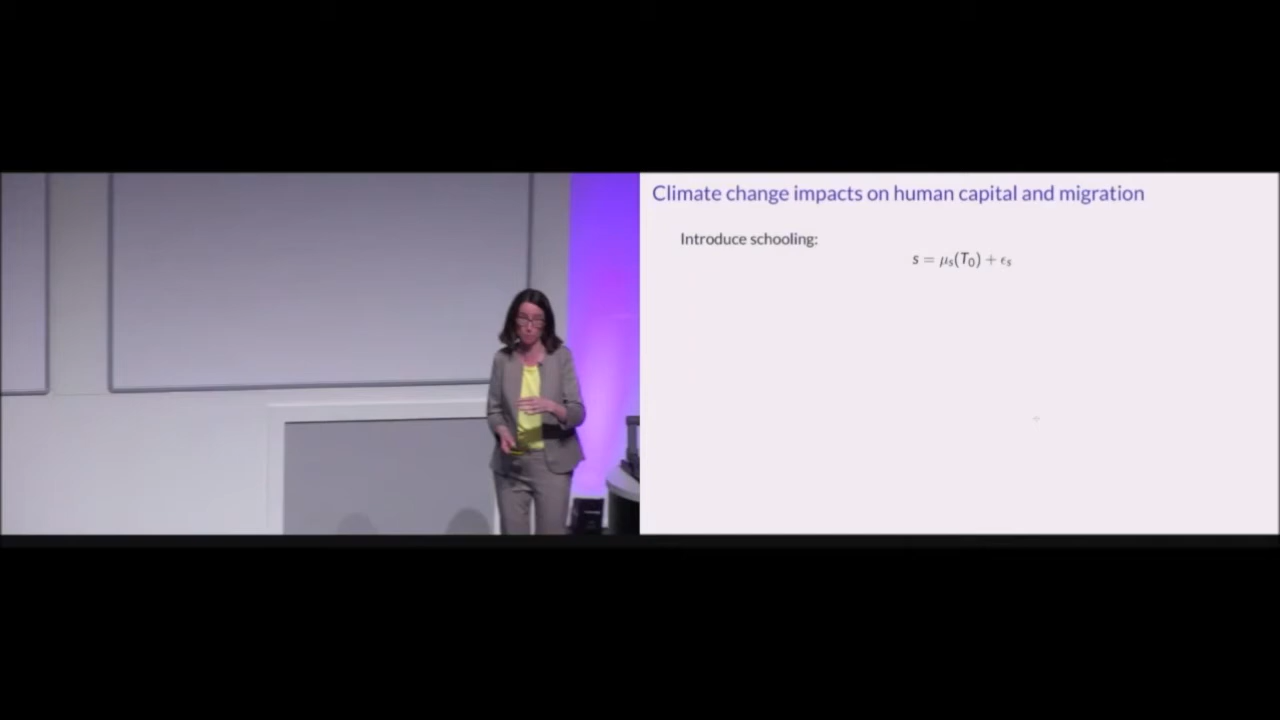 Climate change impacts on human capital and migration
Introduce schooling:
s = μₛ(T₀) + ϵₛ